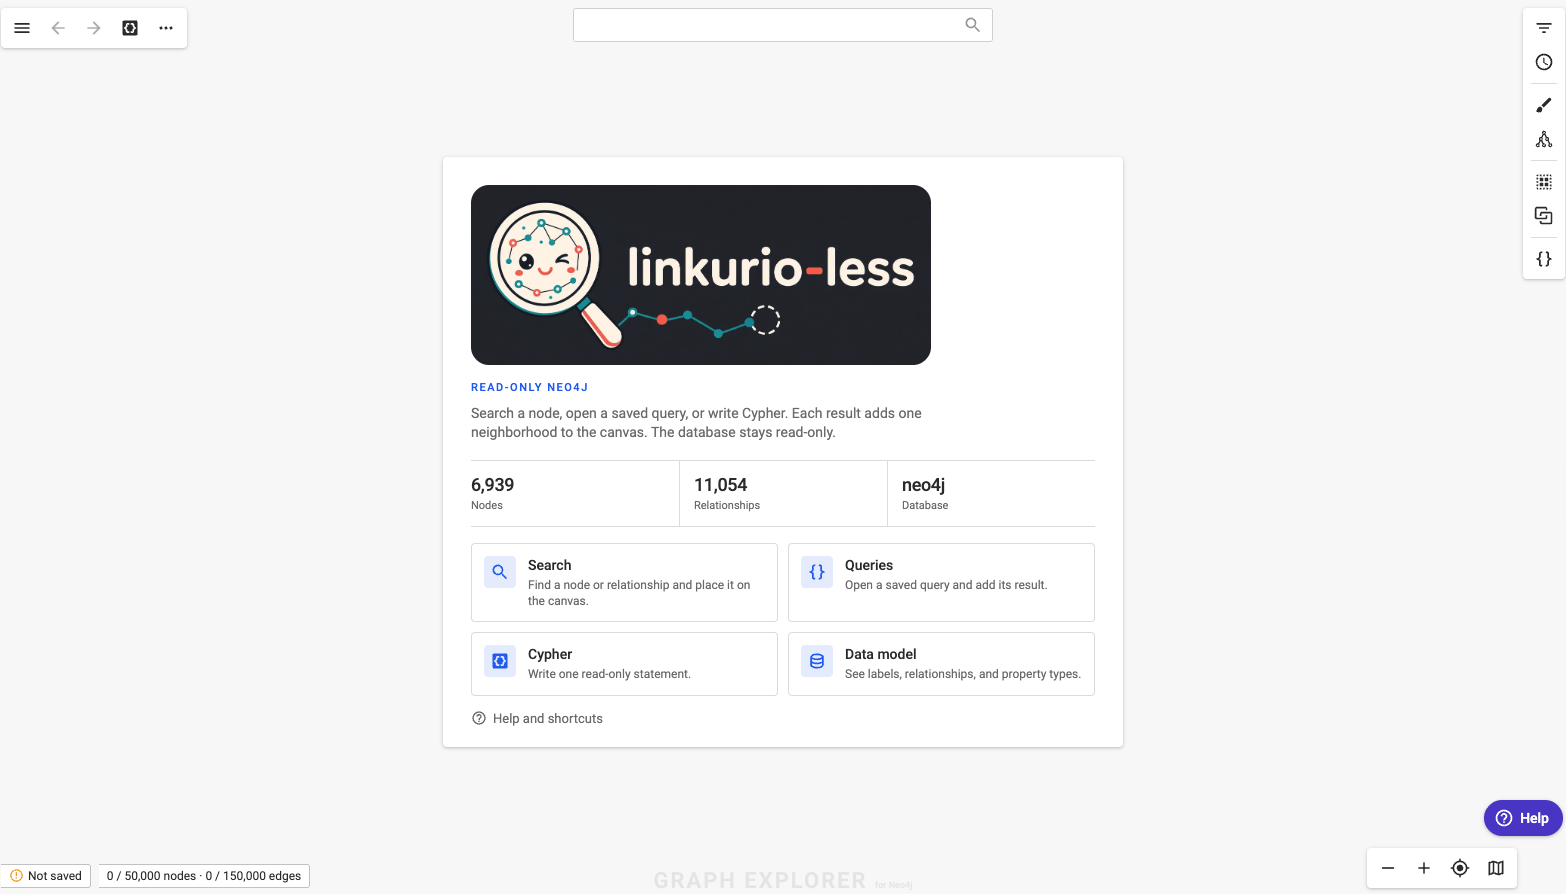 linkurio-less
READ-ONLY NEO4J
Search a node, open a saved query, or write Cypher. Each result adds one
neighborhood to the canvas. The database stays read-only.
6,939
Nodes
11,054
Relationships
neo4j
Database
Search
Find a node or relationship and place it on
the canvas.
Queries
Open a saved query and add its result.
Cypher
Write one read-only statement.
Data model
See labels, relationships, and property types.
Help and shortcuts
Help
Not saved
0 / 50,000 nodes · 0 / 150,000 edges
GRAPH EXPLORER for Neo4j